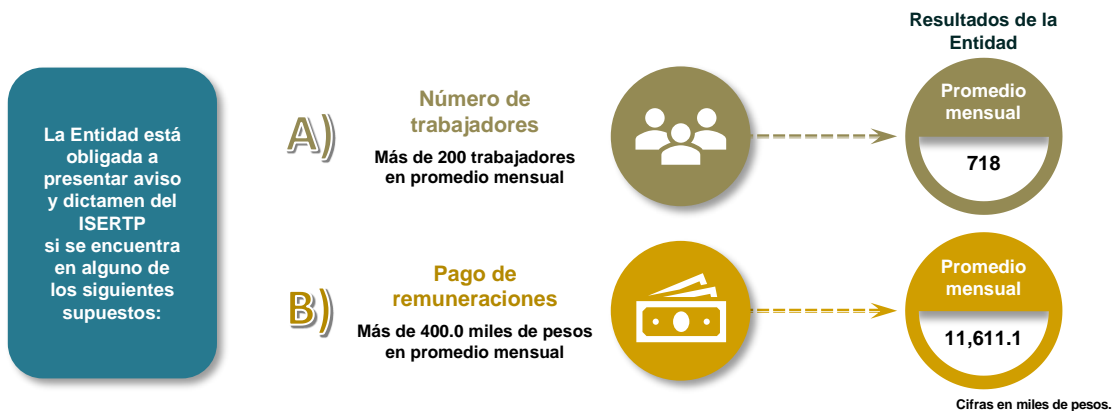 La Entidad está
obligada a
presentar aviso
y dictamen del
ISERTP
si se encuentra
en alguno de
los siguientes
supuestos:
A)
Número de
trabajadores
Más de 200 trabajadores
en promedio mensual
Resultados de la
Entidad
Promedio
mensual
718
B)
Pago de
remuneraciones
Más de 400.0 miles de pesos
en promedio mensual
Promedio
mensual
11,611.1
Cifras en miles de pesos.